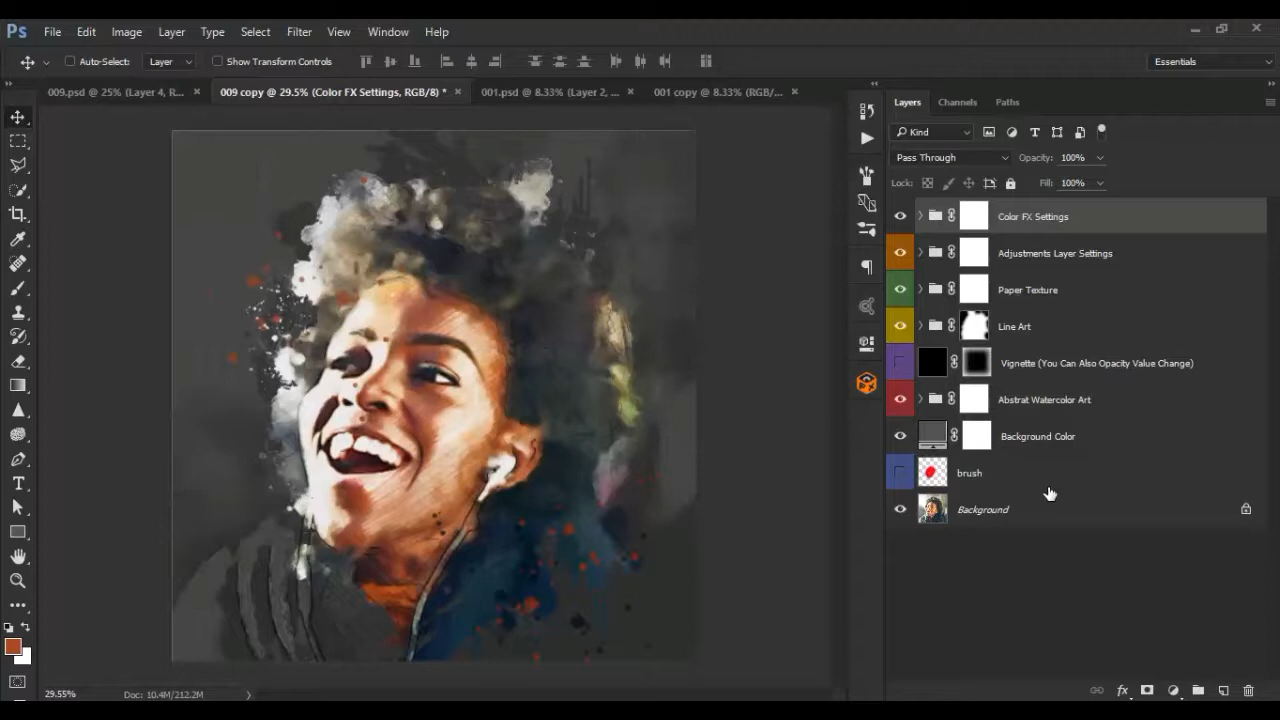 Ps File Edit Image Layer Type Select Filter View Window Help
Auto-Select: Layer Show Transform Controls Essentials
009.psd @ 25% (Layer 4, R... × 009 copy @ 29.5% (Color FX Settings, RGB/8) * × 001.psd @ 8.33% (Layer 2, ... × 001 copy @ 8.33% (RGB/... ×
Layers Channels Paths
Kind
Pass Through Opacity: 100%
Lock: Fill: 100%
Color FX Settings
Adjustments Layer Settings
Paper Texture
Line Art
Vignette (You Can Also Opacity Value Change)
Abstrat Watercolor Art
Background Color
brush
Background
29.55% Doc: 10.4M/212.2M